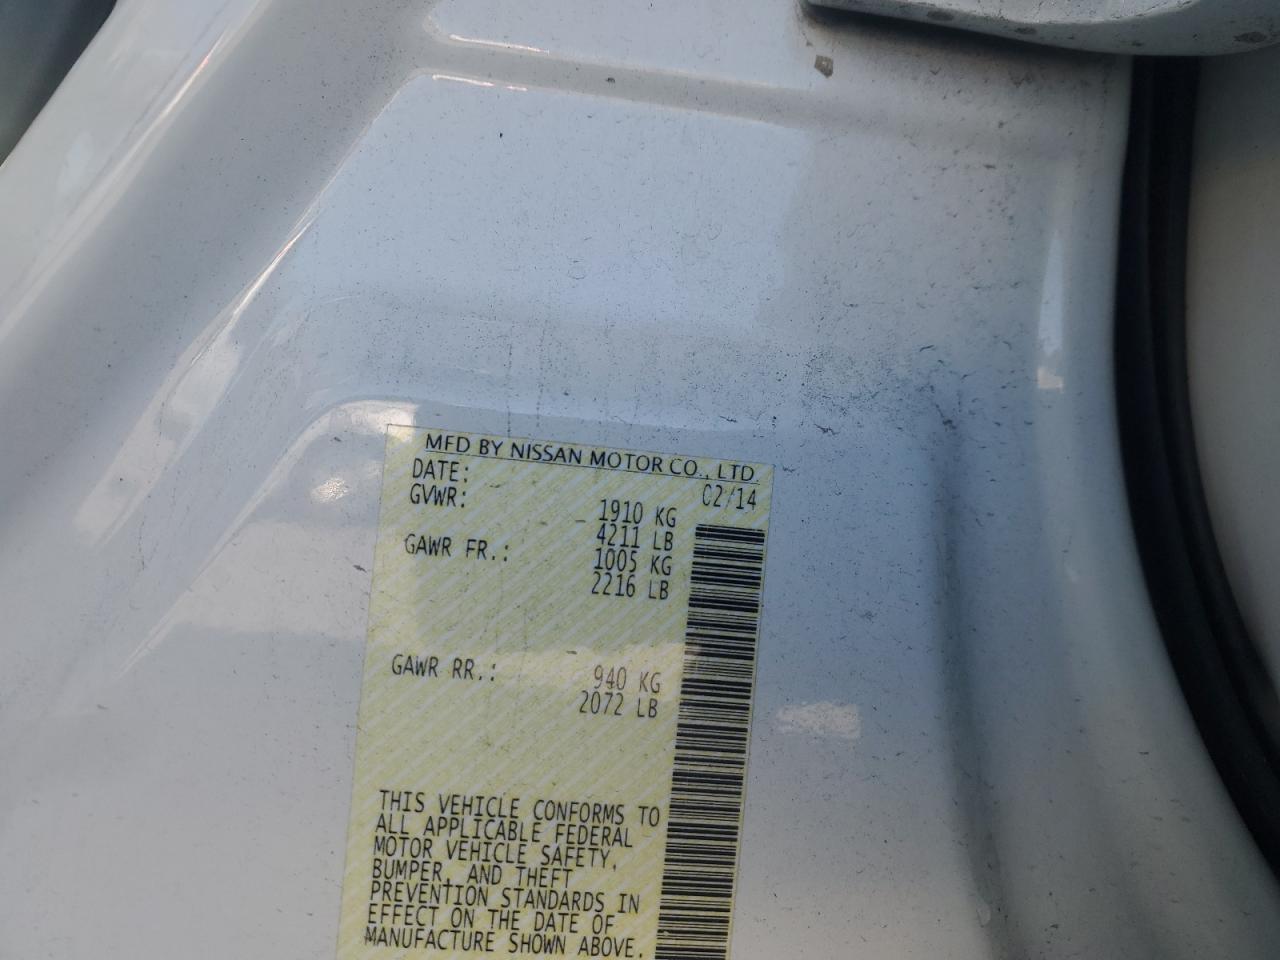 MFD BY NISSAN MOTOR CO., LTD.
DATE: 02/14
GVWR: 1910 KG
4211 LB
GAWR FR.: 1005 KG
2216 LB
GAWR RR.: 940 KG
2072 LB
THIS VEHICLE CONFORMS TO
ALL APPLICABLE FEDERAL
MOTOR VEHICLE SAFETY,
BUMPER, AND THEFT
PREVENTION STANDARDS IN
EFFECT ON THE DATE OF
MANUFACTURE SHOWN ABOVE.